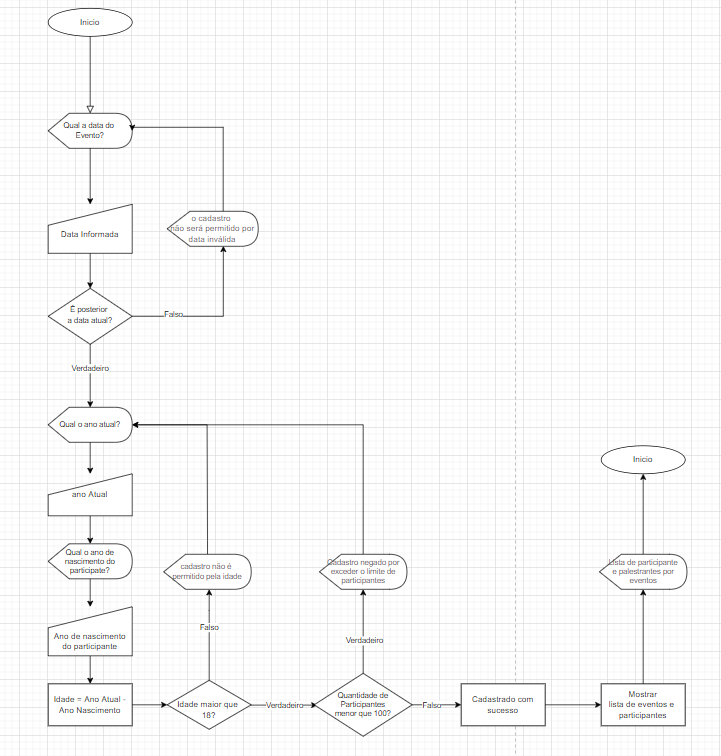 Inicio
Qual a data do
Evento?
o cadastro
não será permitido por
data inválida
Data Informada
É posterior
a data atual?
Falso
Verdadeiro
Qual o ano atual?
ano Atual
Qual o ano de
nascimento do
participate?
cadastro não é
permitido pela idade
Cadastro negado por
exceder o limite de
participantes
Ano de nascimento
do participante
Falso
Verdadeiro
Idade = Ano Atual -
Ano Nascimento
Idade maior que
18?
Verdadeiro
Quantidade de
Participantes
menor que 100?
Falso
Cadastrado com
sucesso
Mostrar
lista de eventos e
participantes
Lista de participante
e palestrantes por
eventos
Inicio